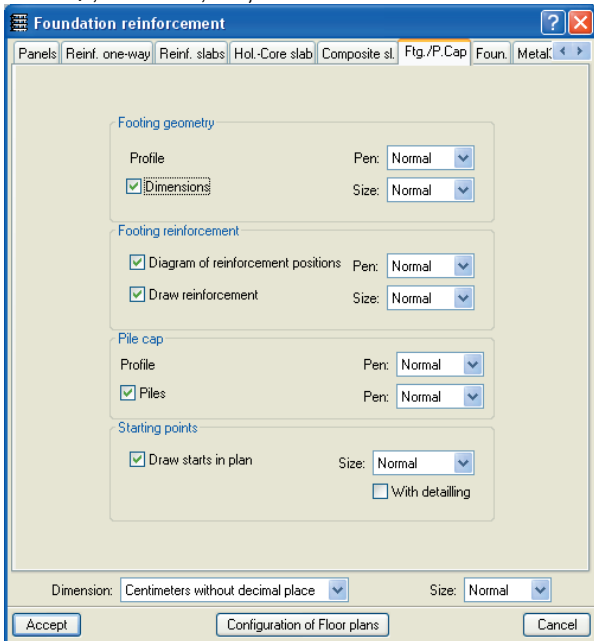 Foundation reinforcement
Panels Reinf. one-way Reinf. slabs Hol.-Core slab Composite sl. Ftg./P.Cap Foun. Metal
Footing geometry
Profile Pen: Normal
Dimensions Size: Normal
Footing reinforcement
Diagram of reinforcement positions Pen: Normal
Draw reinforcement Size: Normal
Pile cap
Profile Pen: Normal
Piles Pen: Normal
Starting points
Draw starts in plan Size: Normal
With detailling
Dimension: Centimeters without decimal place Size: Normal
Accept Configuration of Floor plans Cancel